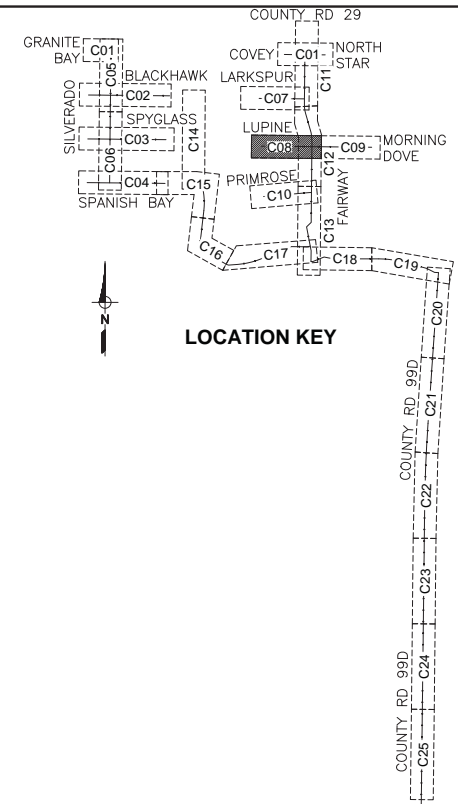 COUNTY RD 29
GRANITE BAY
C01
C05
COVEY
C01
NORTH STAR
C11
BLACKHAWK
LARKSPUR
SILVERADO
C02
C07
SPYGLASS
C14
LUPINE
C03
C08
C09
MORNING DOVE
C06
C12
PRIMROSE
C04
C15
C10
FAIRWAY
SPANISH BAY
C13
C16
C17
C18
C19
N
C20
LOCATION KEY
COUNTY RD 99D
C21
C22
C23
COUNTY RD 99D
C24
C25